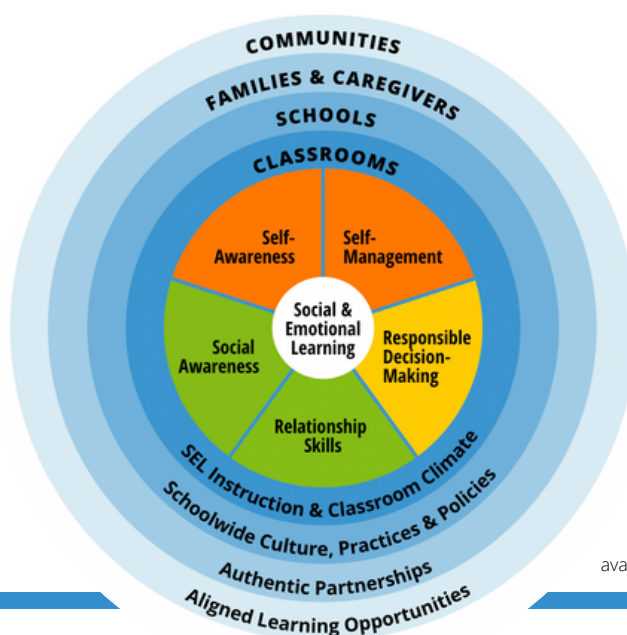 COMMUNITIES
FAMILIES & CAREGIVERS
SCHOOLS
CLASSROOMS
Self-
Awareness
Self-
Management
Social &
Emotional
Learning
Social
Awareness
Responsible
Decision-
Making
Relationship
Skills
SEL Instruction & Classroom Climate
Schoolwide Culture, Practices & Policies
Authentic Partnerships
Aligned Learning Opportunities
ava